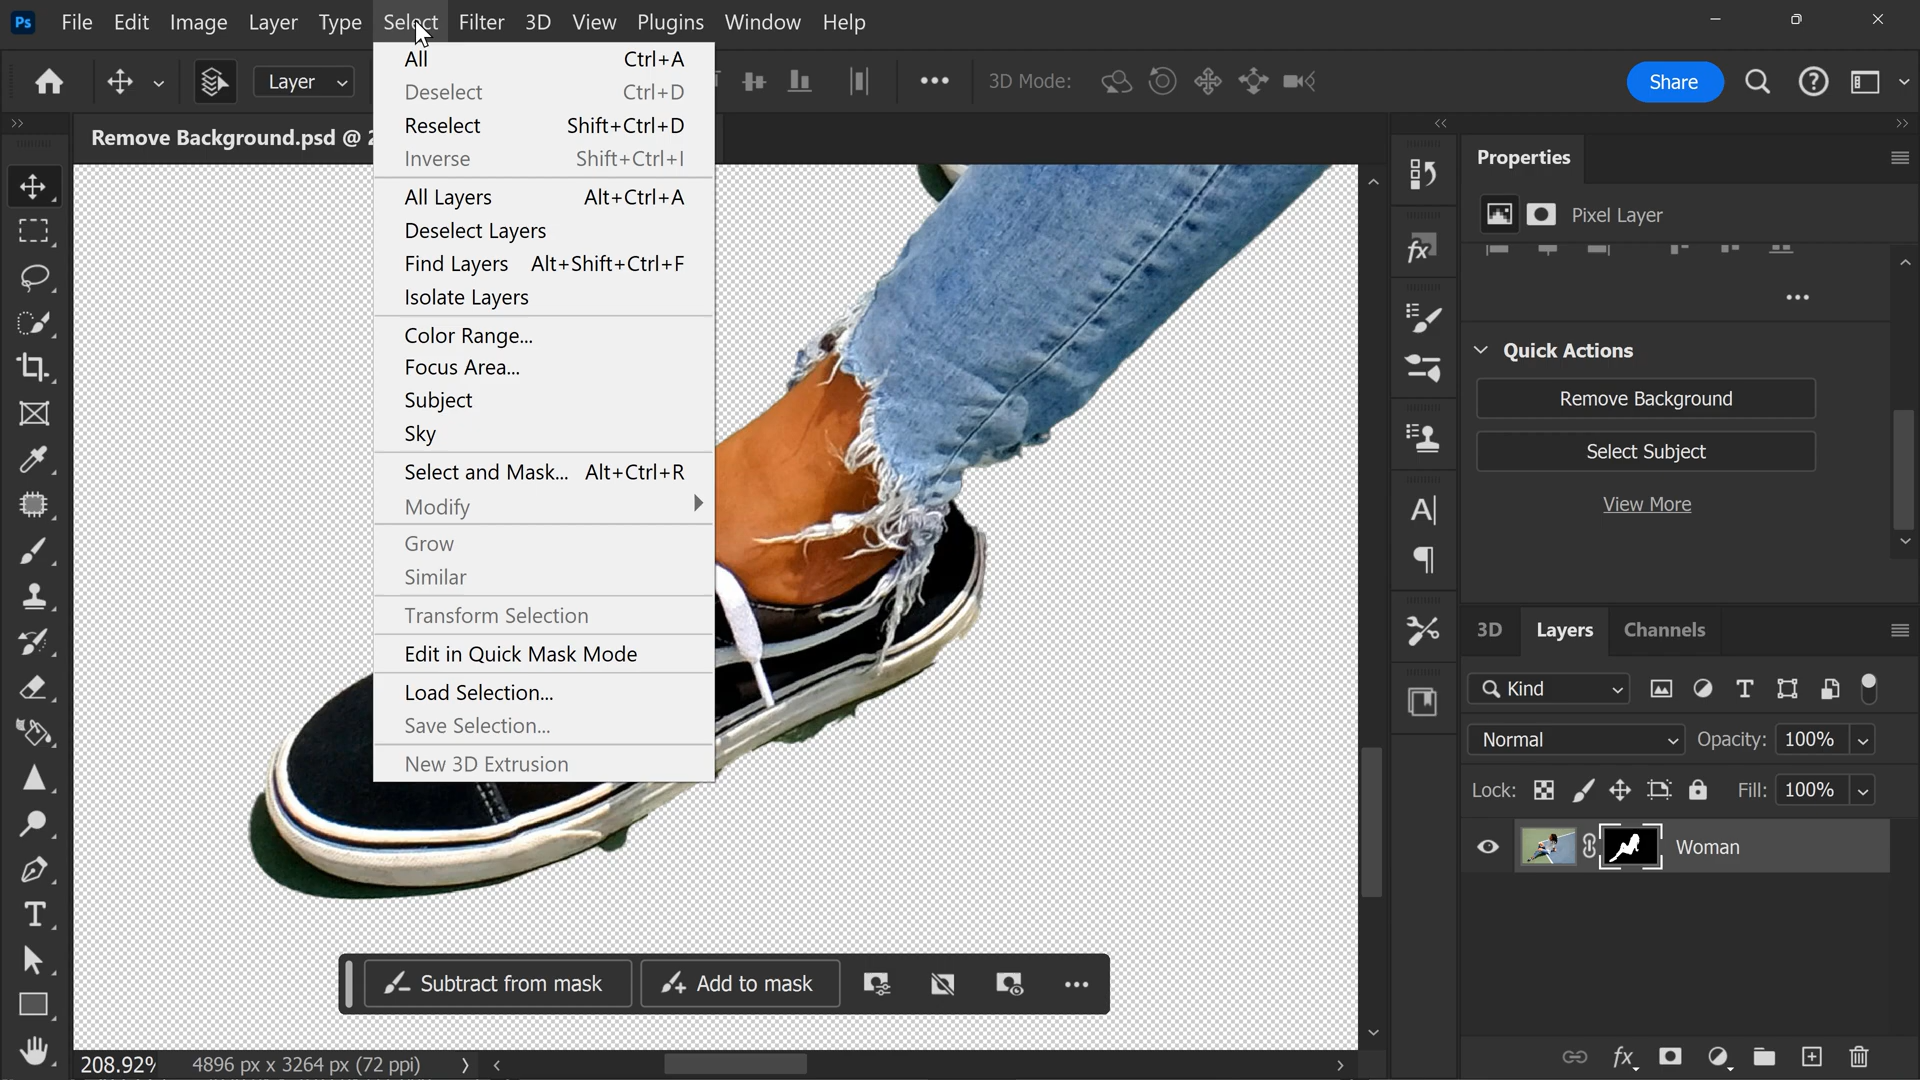 Ps File Edit Image Layer Type Select Filter 3D View Plugins Window Help
Layer
3D Mode:
Share
Remove Background.psd @ 2
All Ctrl+A
Deselect Ctrl+D
Reselect Shift+Ctrl+D
Inverse Shift+Ctrl+I
All Layers Alt+Ctrl+A
Deselect Layers
Find Layers Alt+Shift+Ctrl+F
Isolate Layers
Color Range...
Focus Area...
Subject
Sky
Select and Mask... Alt+Ctrl+R
Modify
Grow
Similar
Transform Selection
Edit in Quick Mask Mode
Load Selection...
Save Selection...
New 3D Extrusion
Subtract from mask Add to mask
208.92% 4896 px x 3264 px (72 ppi)
Properties
Pixel Layer
Quick Actions
Remove Background
Select Subject
View More
3D Layers Channels
Kind
Normal Opacity: 100%
Lock: Fill: 100%
Woman